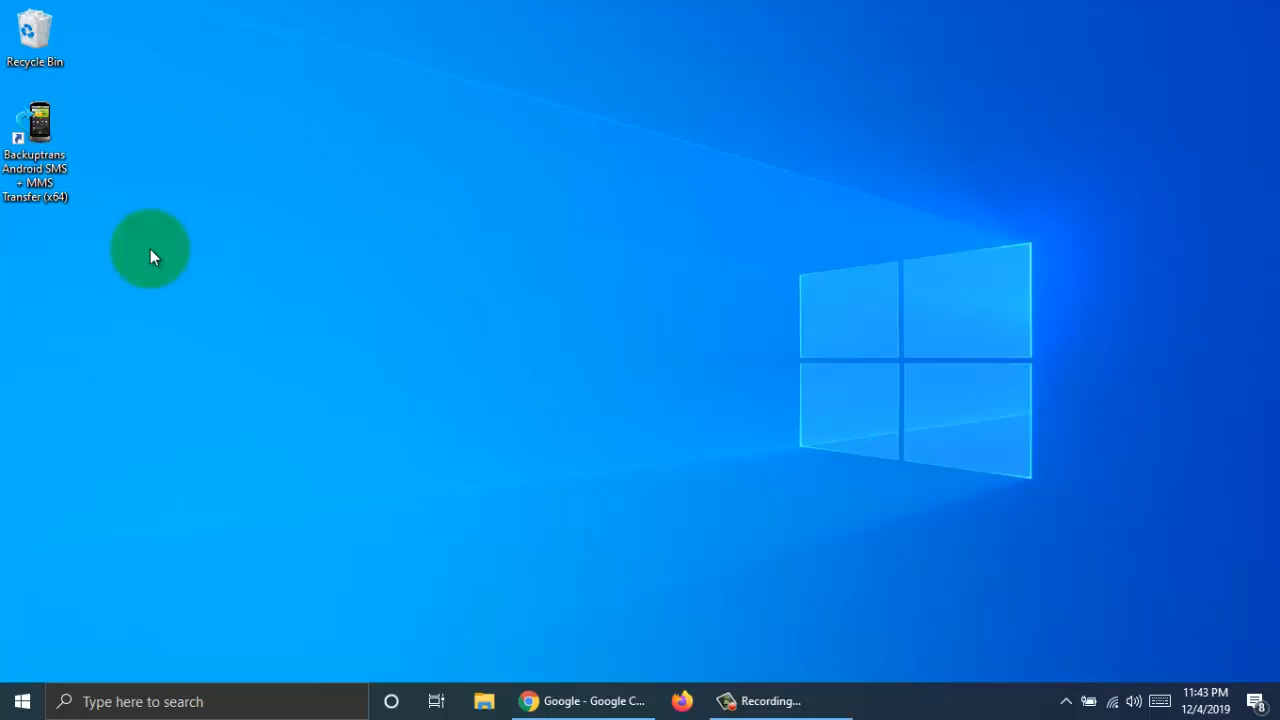 Recycle Bin
Backuptrans
Android SMS
+ MMS
Transfer (x64)
Type here to search
Google - Google C...
Recording...
11:43 PM
12/4/2019
8